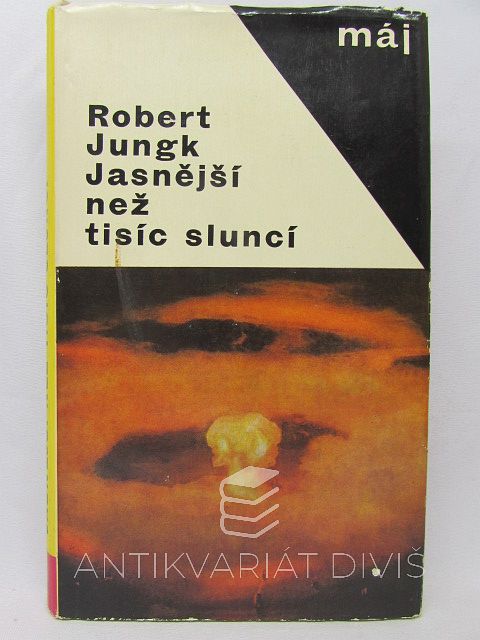 máj
Robert
Jungk
Jasnější
než
tisíc sluncí
ANTIKVARIÁT DIVIŠ